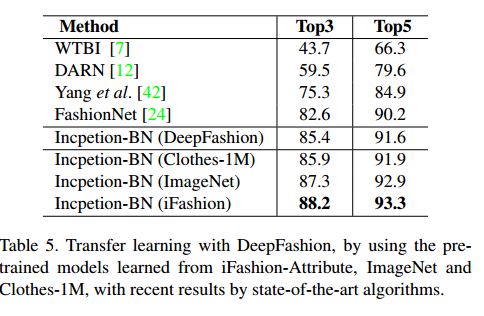 Method Top3 Top5
WTBI [7] 43.7 66.3
DARN [12] 59.5 79.6
Yang et al. [42] 75.3 84.9
FashionNet [24] 82.6 90.2
Incpetion-BN (DeepFashion) 85.4 91.6
Incpetion-BN (Clothes-1M) 85.9 91.9
Incpetion-BN (ImageNet) 87.3 92.9
Incpetion-BN (iFashion) 88.2 93.3
Table 5. Transfer learning with DeepFashion, by using the pre-
trained models learned from iFashion-Attribute, ImageNet and
Clothes-1M, with recent results by state-of-the-art algorithms.